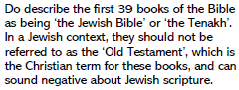 Do describe the first 39 books of the Bible
as being ‘the Jewish Bible’ or ‘the Tenakh’.
In a Jewish context, they should not be
referred to as the ‘Old Testament’, which is
the Christian term for these books, and can
sound negative about Jewish scripture.